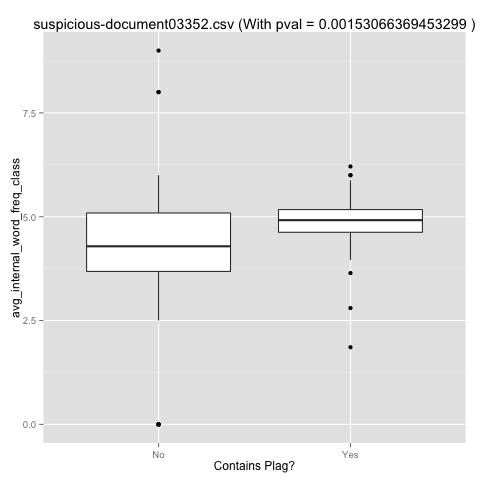 suspicious-document03352.csv (With pval = 0.00153066369453299 )
avg_internal_word_freq_class
7.5
5.0
2.5
0.0
No
Yes
Contains Plag?